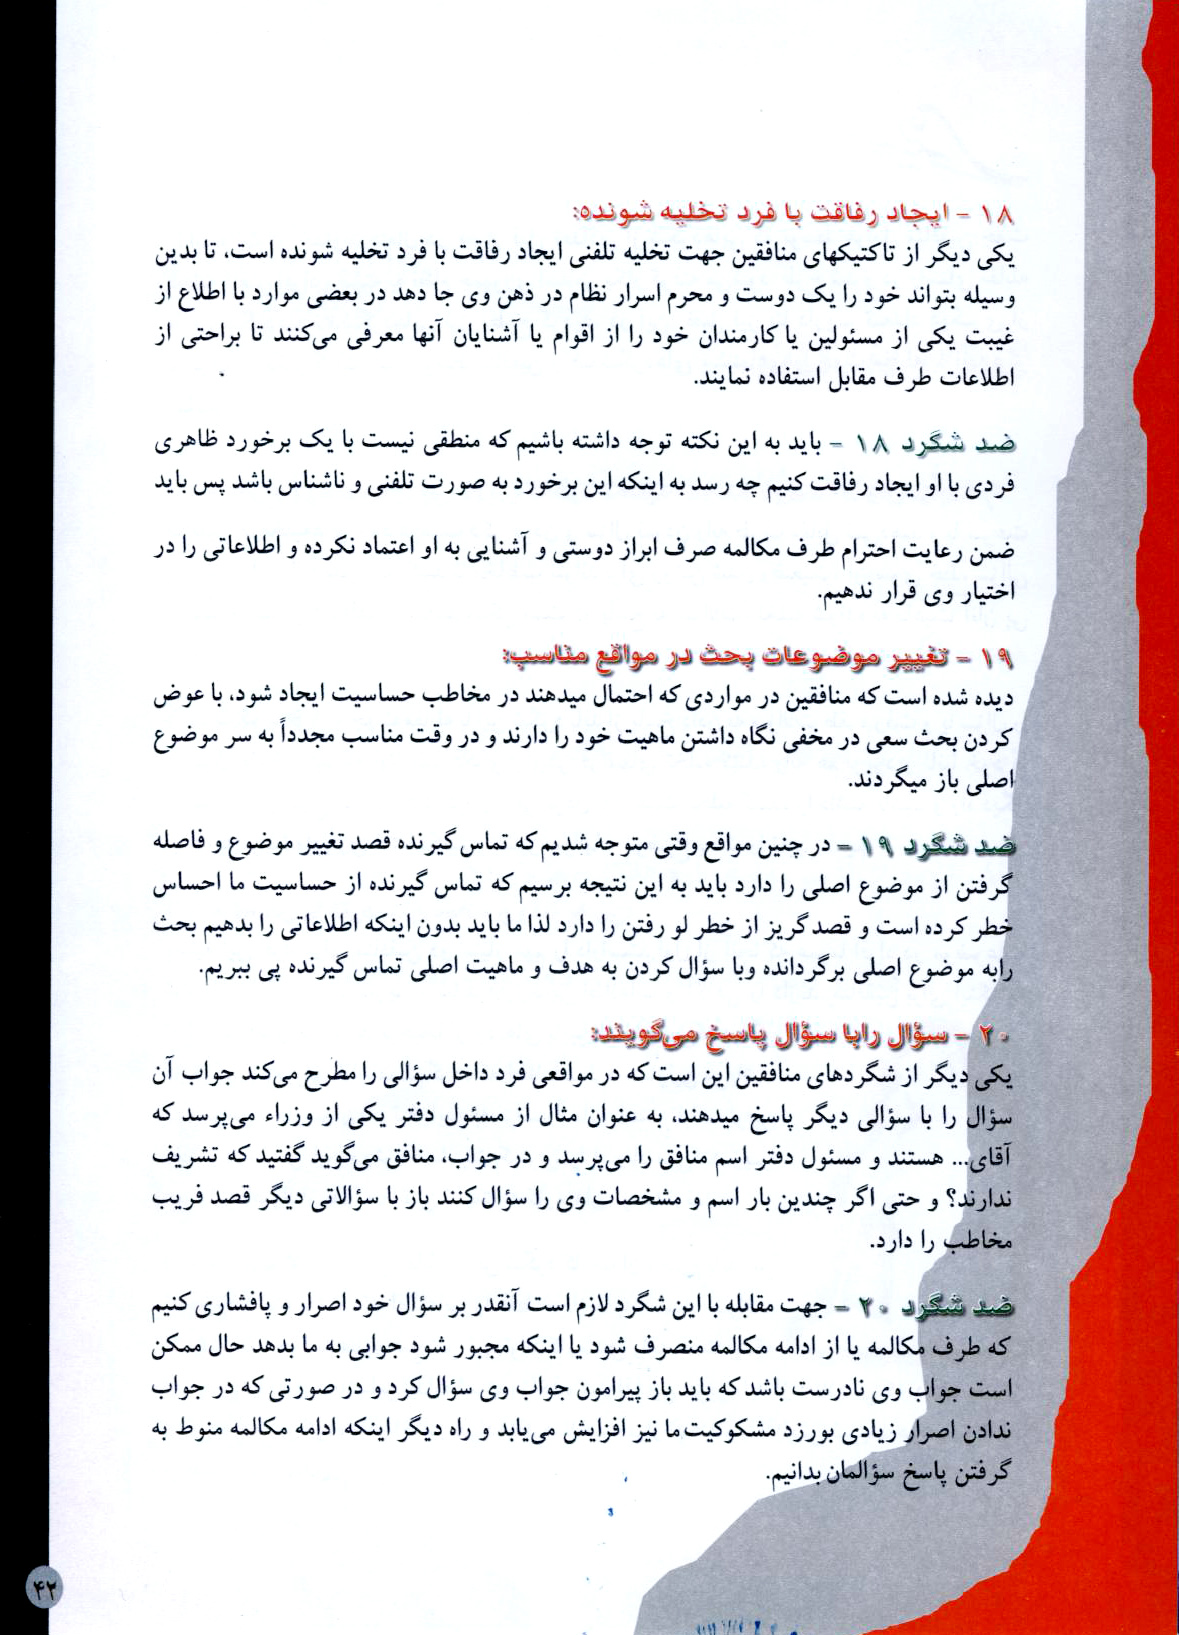 ۱۸ - ایجاد رفاقت با فرد تخلیه شونده:
یکی دیگر از تاکتیکهای منافقین جهت تخلیه تلفنی ایجاد رفاقت با فرد تخلیه شونده است، تا بدین
وسیله بتواند خود را یک دوست و محرم اسرار نظام در ذهن وی جا دهد در بعضی موارد با اطلاع از
غیبت یکی از مسئولین یا کارمندان خود را از اقوام یا آشنایان آنها معرفی می‌کنند تا براحتی از
اطلاعات طرف مقابل استفاده نمایند.
ضد شگرد ۱۸ - باید به این نکته توجه داشته باشیم که منطقی نیست با یک برخورد ظاهری
فردی با او ایجاد رفاقت کنیم چه رسد به اینکه این برخورد به صورت تلفنی و ناشناس باشد پس باید
ضمن رعایت احترام طرف مکالمه صرف ابراز دوستی و آشنایی به او اعتماد نکرده و اطلاعاتی را در
اختیار وی قرار ندهیم.
۱۹ - تغییر موضوعات بحث در مواقع مناسب:
دیده شده است که منافقین در مواردی که احتمال میدهند در مخاطب حساسیت ایجاد شود، با عوض
کردن بحث سعی در مخفی نگاه داشتن ماهیت خود را دارند و در وقت مناسب مجدداً به سر موضوع
اصلی باز میگردند.
ضد شگرد ۱۹ - در چنین مواقع وقتی متوجه شدیم که تماس گیرنده قصد تغییر موضوع و فاصله
گرفتن از موضوع اصلی را دارد باید به این نتیجه برسیم که تماس گیرنده از حساسیت ما احساس
خطر کرده است و قصد گریز از خطر لو رفتن را دارد لذا ما باید بدون اینکه اطلاعاتی را بدهیم بحث
رابه موضوع اصلی برگردانده وبا سؤال کردن به هدف و ماهیت اصلی تماس گیرنده پی ببریم.
۲۰ - سؤال رابا سؤال پاسخ می‌گویند:
یکی دیگر از شگردهای منافقین این است که در مواقعی فرد داخل سؤالی را مطرح می‌کند جواب آن
سؤال را با سؤالی دیگر پاسخ میدهند، به عنوان مثال از مسئول دفتر یکی از وزراء می‌پرسد که
آقای... هستند و مسئول دفتر اسم منافق را می‌پرسد و در جواب، منافق می‌گوید گفتید که تشریف
ندارند؟ و حتی اگر چندین بار اسم و مشخصات وی را سؤال کنند باز با سؤالاتی دیگر قصد فریب
مخاطب را دارد.
ضد شگرد ۲۰ - جهت مقابله با این شگرد لازم است آنقدر بر سؤال خود اصرار و پافشاری کنیم
که طرف مکالمه یا از ادامه مکالمه منصرف شود یا اینکه مجبور شود جوابی به ما بدهد حال ممکن
است جواب وی نادرست باشد که باید باز پیرامون جواب وی سؤال کرد و در صورتی که در جواب
ندادن اصرار زیادی بورزد مشکوکیت ما نیز افزایش می‌یابد و راه دیگر اینکه ادامه مکالمه منوط به
گرفتن پاسخ سؤالمان بدانیم.
۴۲